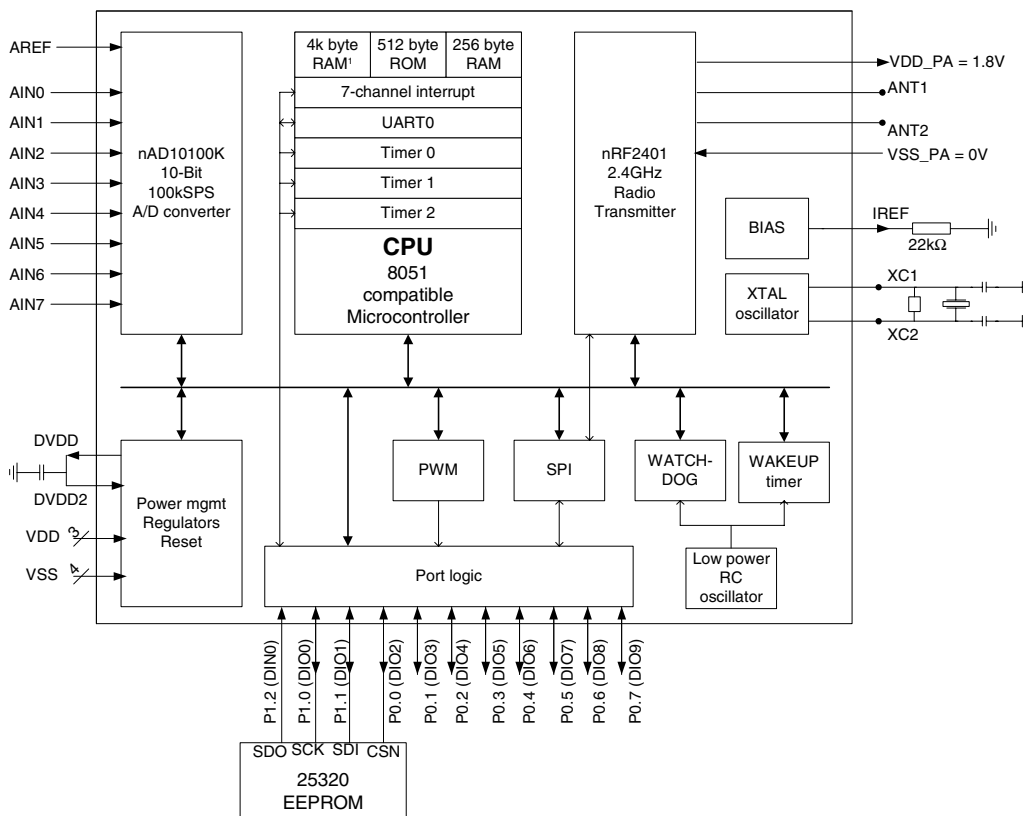 AREF
AIN0
AIN1
AIN2
AIN3
AIN4
AIN5
AIN6
AIN7
nAD10100K
10-Bit
100kSPS
A/D converter
4k byte
RAM¹
512 byte
ROM
256 byte
RAM
7-channel interrupt
UART0
Timer 0
Timer 1
Timer 2
CPU
8051
compatible
Microcontroller
nRF2401
2.4GHz
Radio
Transmitter
VDD_PA = 1.8V
ANT1
ANT2
VSS_PA = 0V
BIAS
IREF
22kΩ
XTAL
oscillator
XC1
XC2
DVDD
DVDD2
VDD
3
VSS
4
Power mgmt
Regulators
Reset
PWM
SPI
WATCH-
DOG
WAKEUP
timer
Low power
RC
oscillator
Port logic
P1.2 (DIN0)
P1.0 (DIO0)
P1.1 (DIO1)
P0.0 (DIO2)
P0.1 (DIO3)
P0.2 (DIO4)
P0.3 (DIO5)
P0.4 (DIO6)
P0.5 (DIO7)
P0.6 (DIO8)
P0.7 (DIO9)
SDO
SCK
SDI
CSN
25320
EEPROM